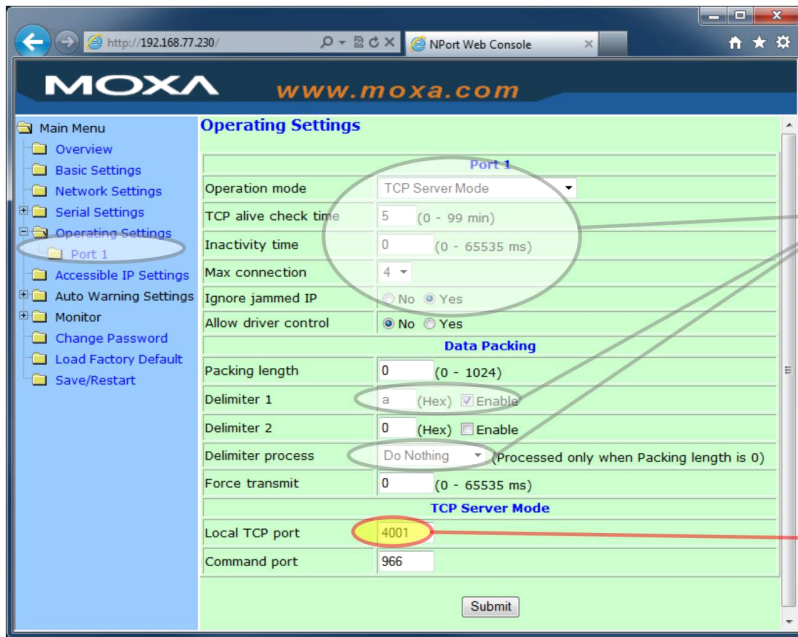 http://192.168.77.230/
NPort Web Console
MOXA
www.moxa.com
Main Menu
Overview
Basic Settings
Network Settings
Serial Settings
Operating Settings
Port 1
Accessible IP Settings
Auto Warning Settings
Monitor
Change Password
Load Factory Default
Save/Restart
Operating Settings
Port 1
Operation mode TCP Server Mode
TCP alive check time 5 (0 - 99 min)
Inactivity time 0 (0 - 65535 ms)
Max connection 4
Ignore jammed IP No Yes
Allow driver control No Yes
Data Packing
Packing length 0 (0 - 1024)
Delimiter 1 a (Hex) Enable
Delimiter 2 0 (Hex) Enable
Delimiter process Do Nothing (Processed only when Packing length is 0)
Force transmit 0 (0 - 65535 ms)
TCP Server Mode
Local TCP port 4001
Command port 966
Submit